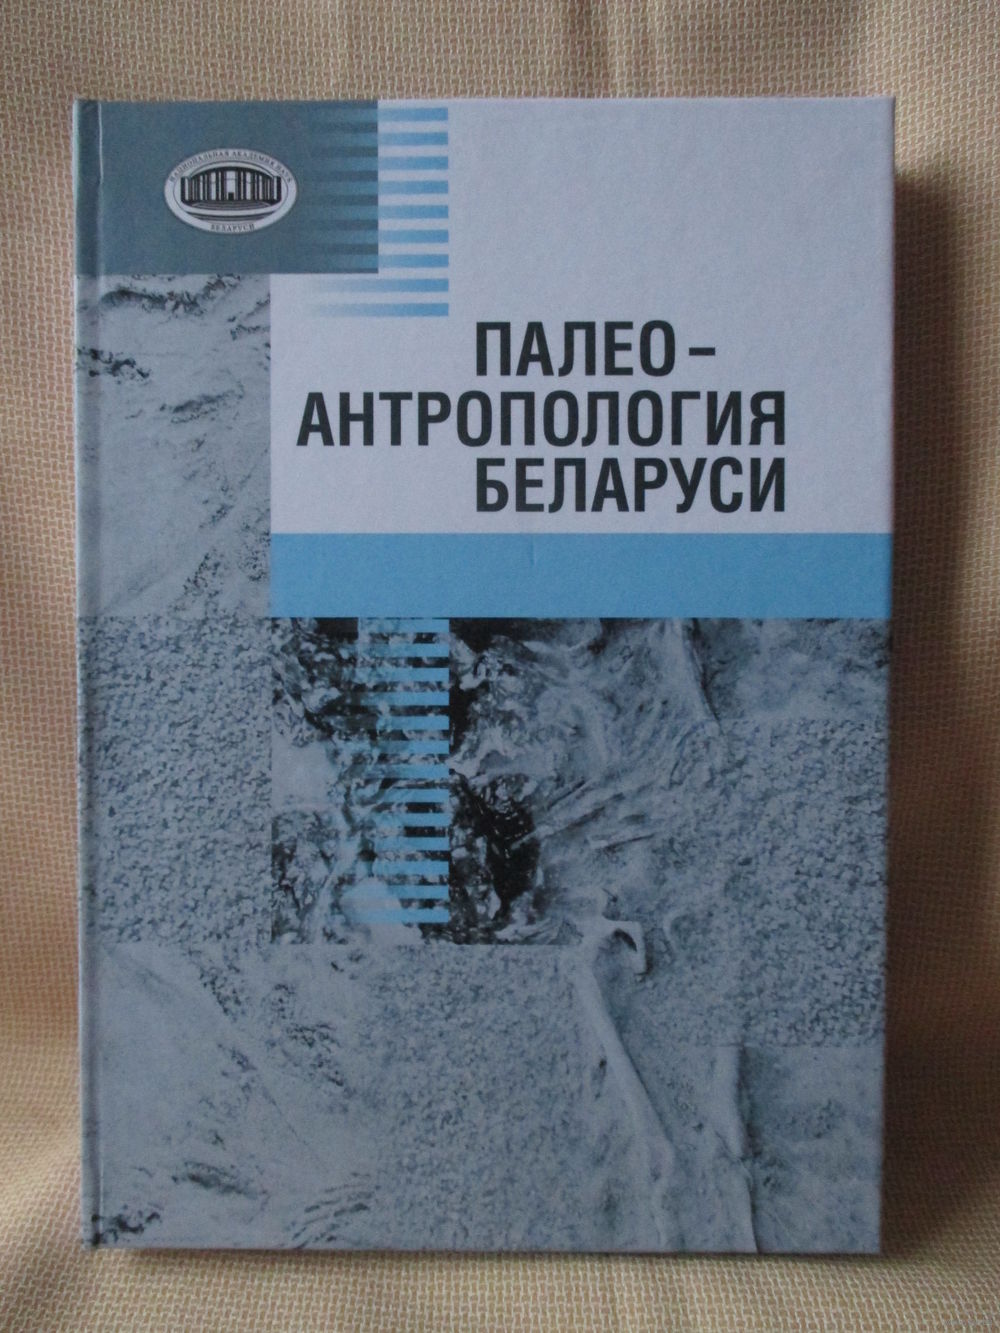 НАЦИОНАЛЬНАЯ АКАДЕМИЯ НАУК
БЕЛАРУСИ
ПАЛЕО-
АНТРОПОЛОГИЯ
БЕЛАРУСИ